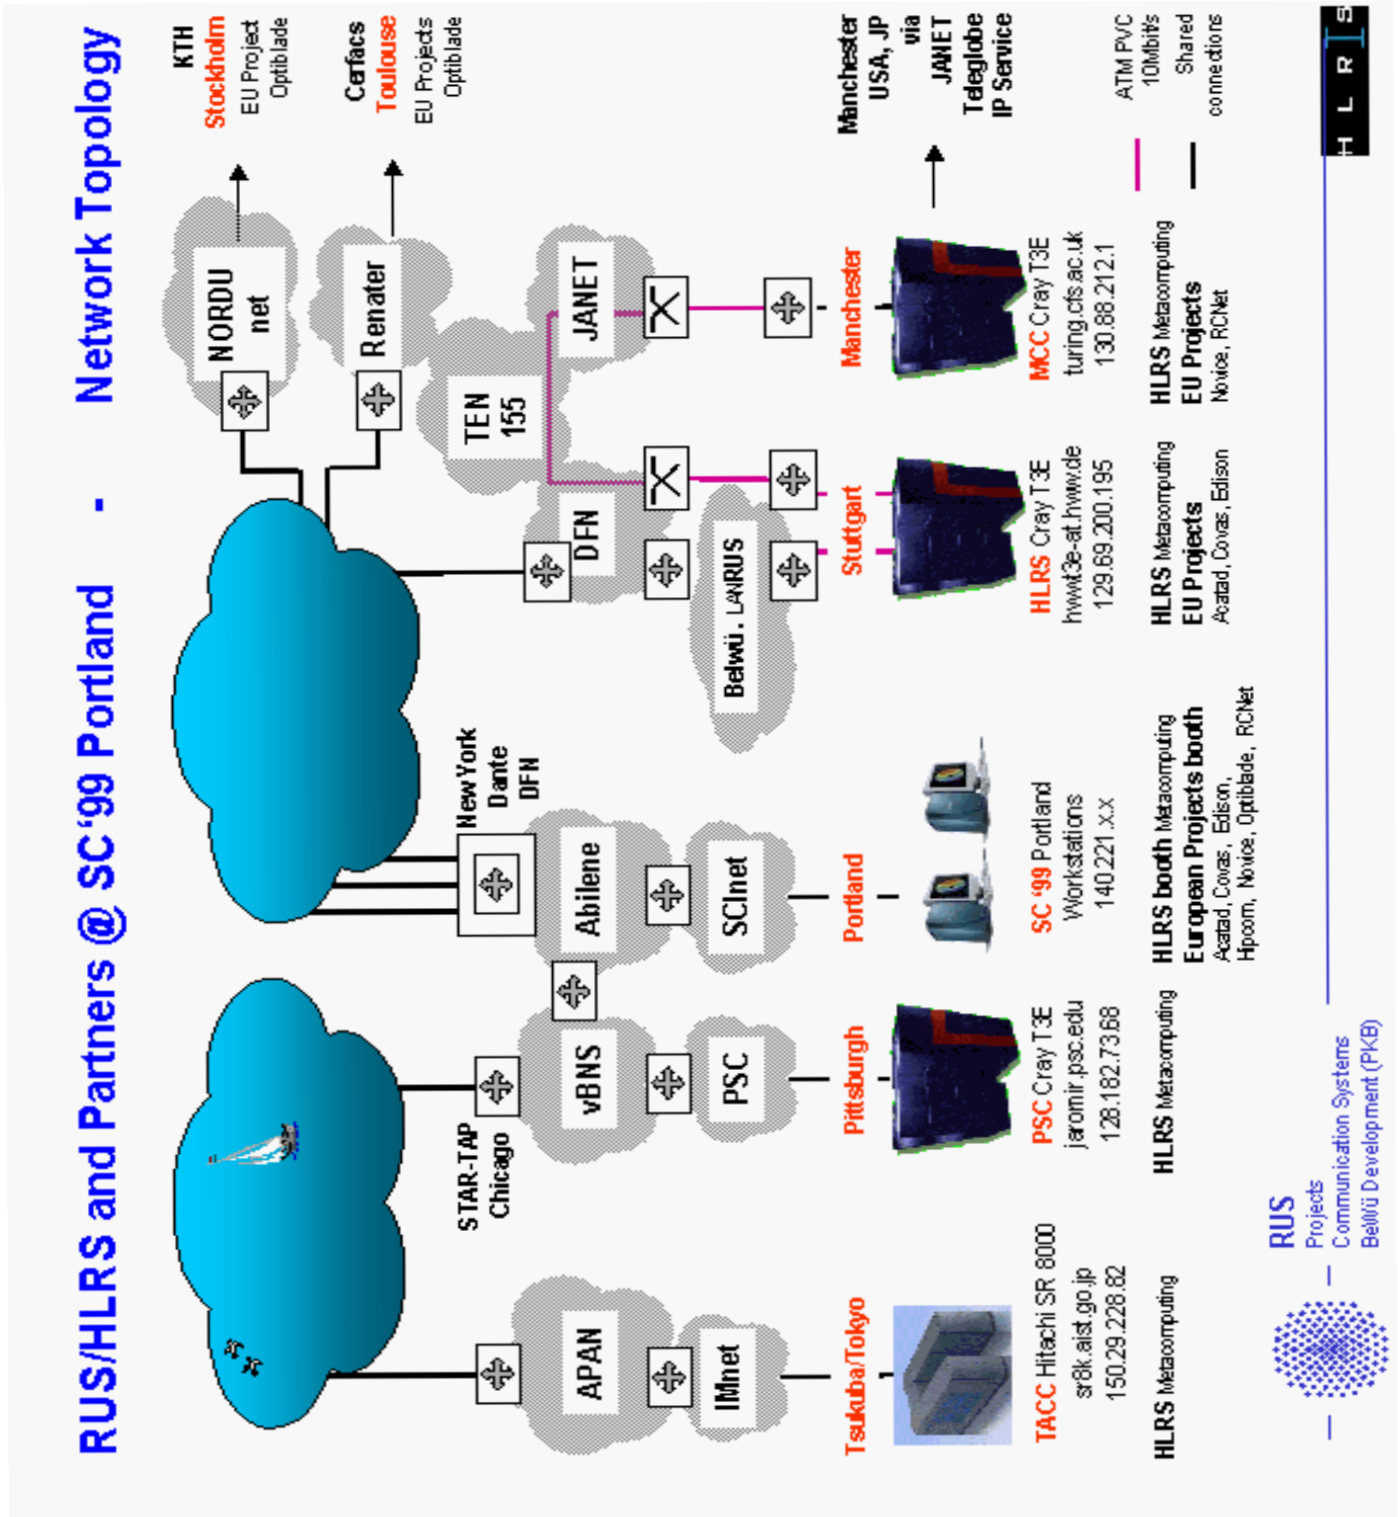 RUS/HLRS and Partners @ SC'99 Portland - Network Topology
KTH
Stockholm
EU Project
Optiblade
Cerfacs
Toulouse
EU Projects
Optiblade
NORDU
net
Renater
TEN
155
JANET
DFN
Belwü. LANRUS
NewYork
Dante
DFN
Abilene
SCInet
STAR-TAP
Chicago
vBNS
PSC
APAN
IMnet
Manchester
USA, JP
via
JANET
Teleglobe
IP Service
ATM PVC
10Mbit/s
Shared
connections
Tsukuba/Tokyo
TACC Hitachi SR 8000
sr8k.aist.go.jp
150.29.228.82
HLRS Metacomputing
Pittsburgh
PSC Cray T3E
jaromir.psc.edu
128.182.73.68
HLRS Metacomputing
Portland
SC '99 Portland
Workstations
140.221.x.x
HLRS booth Metacomputing
European Projects booth
Acatad, Covas, Edison,
Hipcom, Novice, Optiblade, RCNet
Stuttgart
HLRS Cray T3E
hwwt3e-at.hww.de
129.69.200.195
HLRS Metacomputing
EU Projects
Acatad, Covas, Edison
Manchester
MCC Cray T3E
turing.cfs.ac.uk
130.88.212.1
HLRS Metacomputing
EU Projects
Novice, RCNet
RUS
Projects
Communication Systems
BelWü Development (PKB)
H L R S